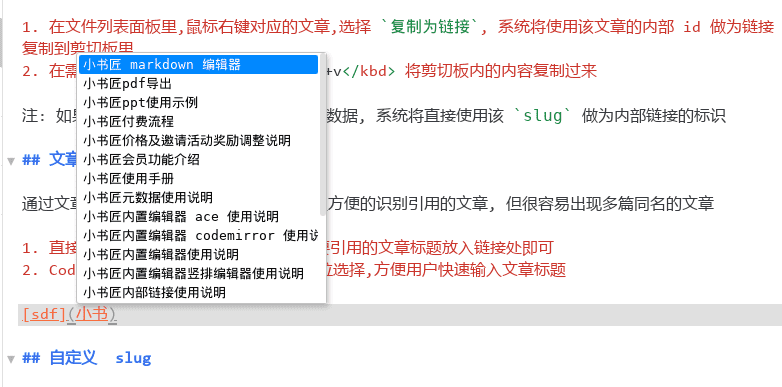 1. 在文件列表面板里,鼠标右键对应的文章,选择 `复制为链接`, 系统将使用该文章的内部 id 做为链接
复制到剪切板里
2. 在需 +v</kbd> 将剪切板内的内容复制过来
注: 如 数据, 系统将直接使用该 `slug` 做为内部链接的标识
## 文章
通过文章 方便的识别引用的文章, 但很容易出现多篇同名的文章
1. 直接 引用的文章标题放入链接处即可
2. Cod 选择,方便用户快速输入文章标题
小书匠 markdown 编辑器
小书匠pdf导出
小书匠ppt使用示例
小书匠付费流程
小书匠价格及邀请活动奖励调整说明
小书匠会员功能介绍
小书匠使用手册
小书匠元数据使用说明
小书匠内置编辑器 ace 使用说明
小书匠内置编辑器 codemirror 使用说
小书匠内置编辑器使用说明
小书匠内置编辑器竖排编辑器使用说明
小书匠内部链接使用说明
[sdf](小书)
## 自定义 slug